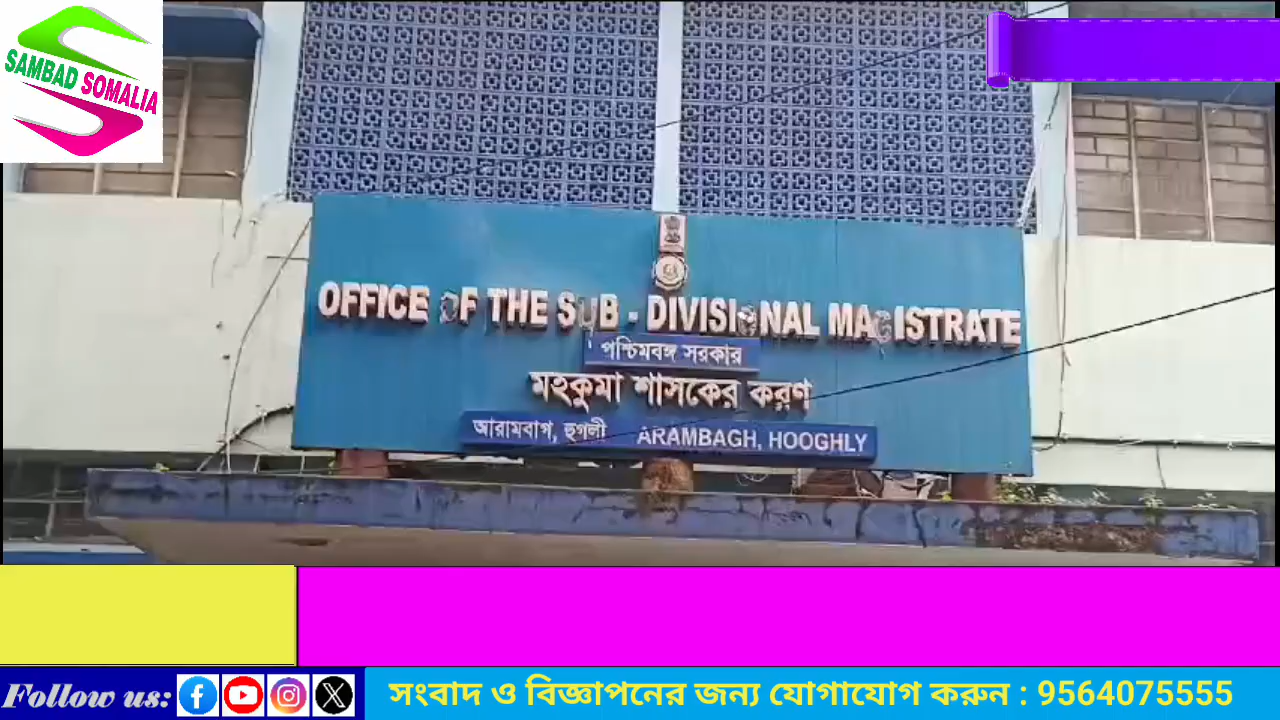 SAMBAD SOMALIA
OFFICE OF THE SUB - DIVISIONAL MAGISTRATE
পশ্চিমবঙ্গ সরকার
মহকুমা শাসকের করণ
আরামবাগ, হুগলী ARAMBAGH, HOOGHLY
Follow us: সংবাদ ও বিজ্ঞাপনের জন্য যোগাযোগ করুন : 9564075555